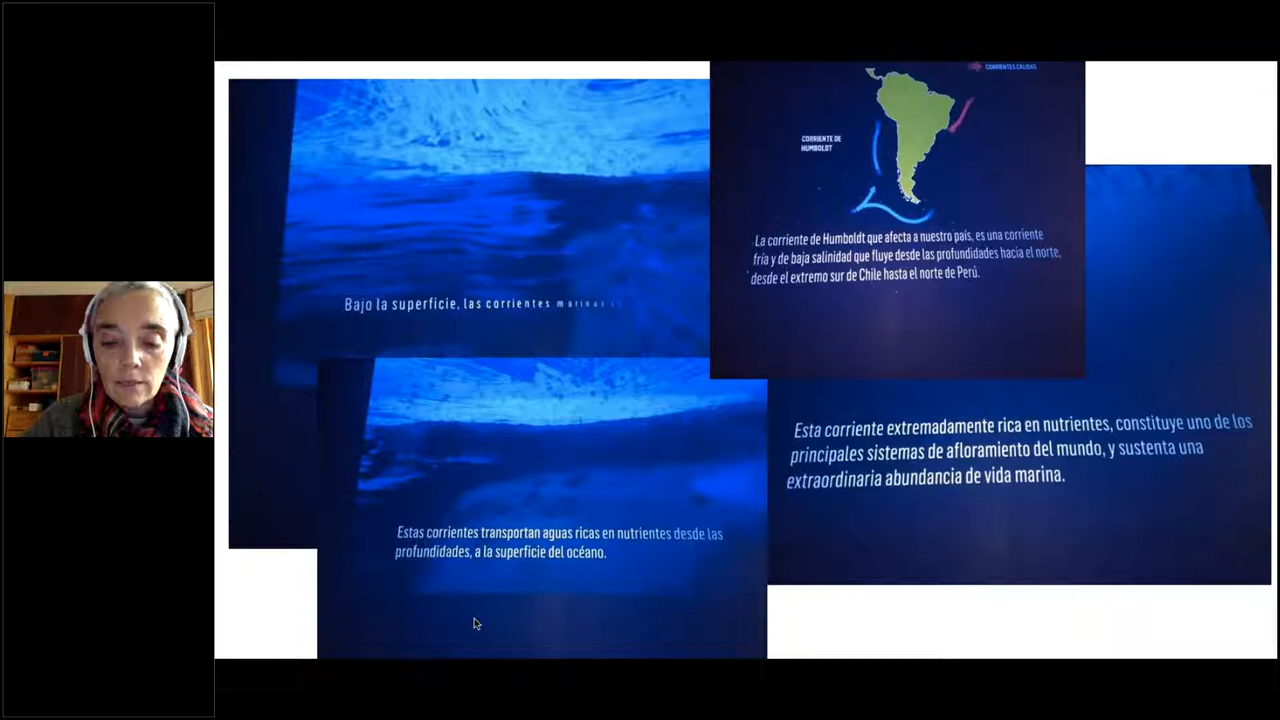 Bajo la superficie, las corrientes marinas
CORRIENTES CALIDAS
CORRIENTE DE
HUMBOLDT
La corriente de Humboldt que afecta a nuestro país, es una corriente
fría y de baja salinidad que fluye desde las profundidades hacia el norte,
desde el extremo sur de Chile hasta el norte de Perú.
Estas corrientes transportan aguas ricas en nutrientes desde las
profundidades, a la superficie del océano.
Esta corriente extremadamente rica en nutrientes, constituye uno de los
principales sistemas de afloramiento del mundo, y sustenta una
extraordinaria abundancia de vida marina.